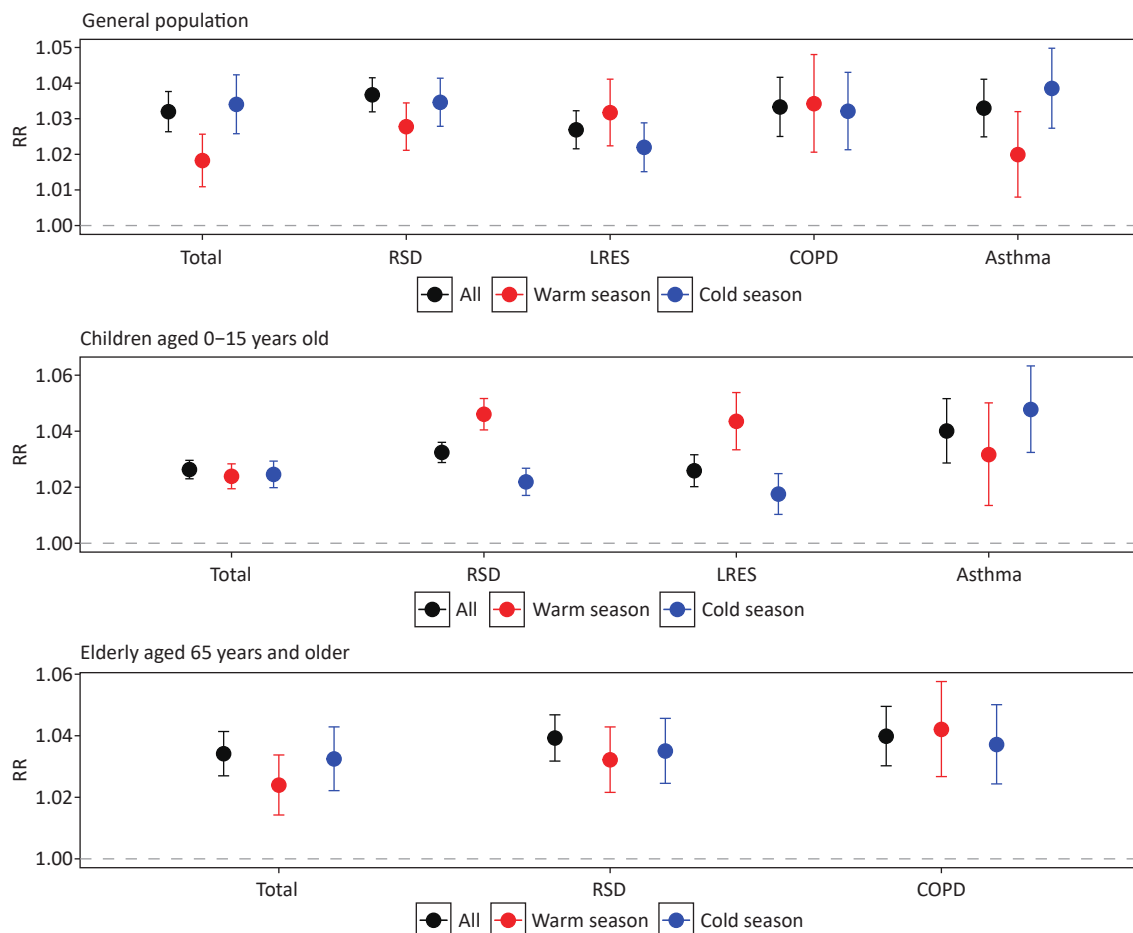 General population
1.05
1.04
1.03
1.02
1.01
1.00
RR
Total RSD LRES COPD Asthma
All Warm season Cold season
Children aged 0–15 years old
1.06
1.04
1.02
1.00
RR
Total RSD LRES Asthma
All Warm season Cold season
Elderly aged 65 years and older
1.06
1.04
1.02
1.00
RR
Total RSD COPD
All Warm season Cold season